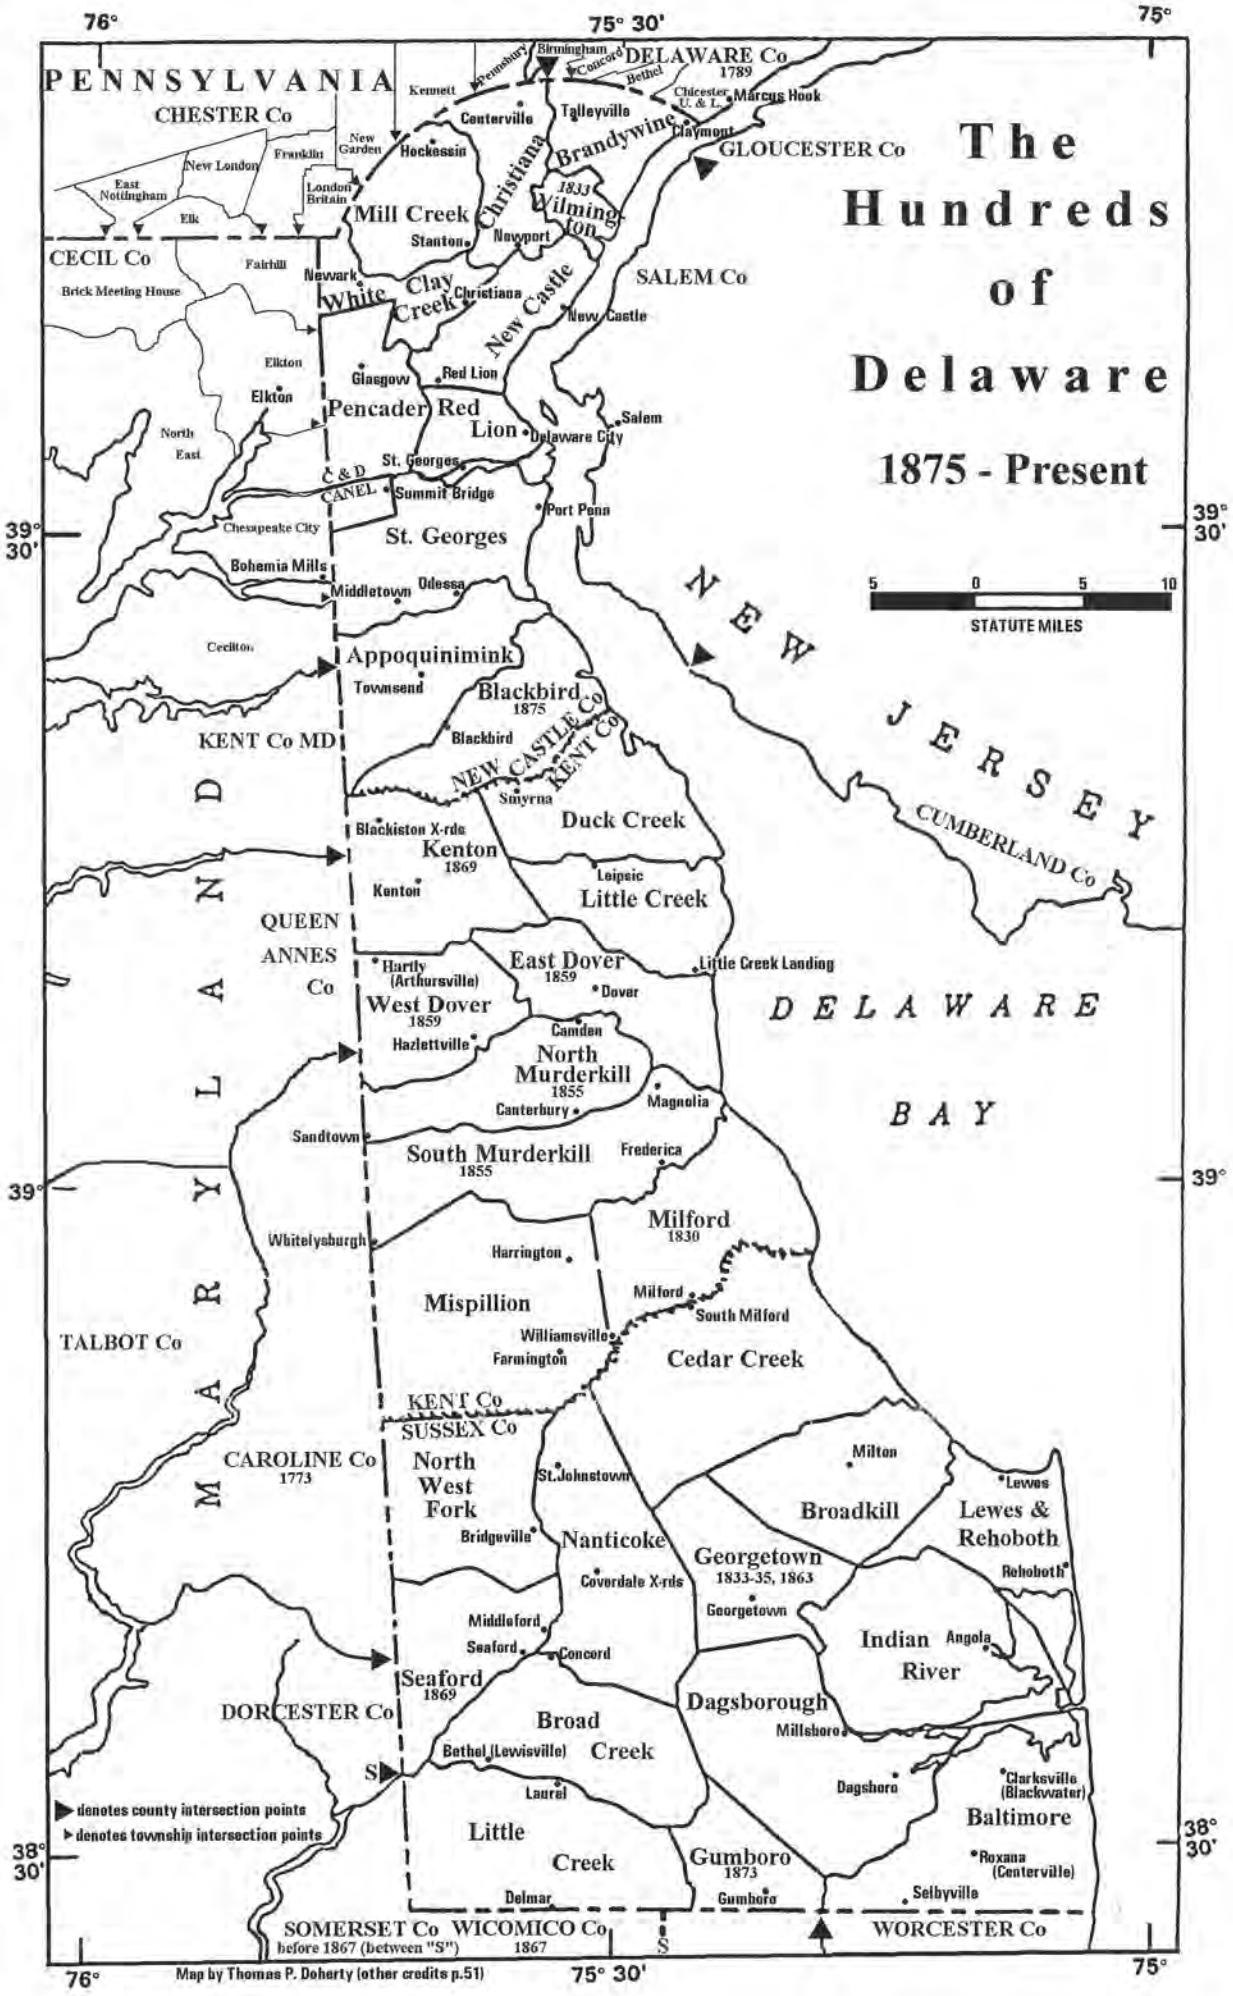 76°
75° 30'
75°
PENNSYLVANIA
CHESTER Co
Kennett
Pennsbury
Birmingham
Concord
Bethel
DELAWARE Co
1789
Chicester
U. & L.
Marcus Hook
Centerville
Talleyville
Claymont
Brandywine
GLOUCESTER Co
The
Hundreds
of
Delaware
1875 - Present
New
Garden
Franklin
New London
East
Nottingham
Elk
London
Britain
Hockessin
Mill Creek
Stanton
Christiana
1833
Wilming-
ton
Newport
CECIL Co
Brick Meeting House
Fairhill
Newark
White
Clay
Creek
Christiana
New Castle
New Castle
SALEM Co
Elkton
Elkton
Glasgow
Red Lion
Pencader
Red
Lion
Delaware City
Salem
North
East
St. Georges
C & D
CANEL
Summit Bridge
Port Penn
Chesapeake City
St. Georges
39°
30'
39°
30'
Bohemia Mills
Middletown
Odessa
5 0 5 10
STATUTE MILES
NEW JERSEY
Cecilton
Appoquinimink
Townsend
Blackbird
1875
Blackbird
KENT Co MD
NEW CASTLE Co
KENT Co
Smyrna
MARYLAND
Duck Creek
CUMBERLAND Co
Blackiston X-rds
Kenton
1869
Kenton
Leipsic
Little Creek
QUEEN
ANNES
Co
Hartly
(Arthursville)
East Dover
1859
Dover
Little Creek Landing
West Dover
1859
Hazlettville
DELAWARE
BAY
Camden
North
Murderkill
1855
Canterbury
Magnolia
Sandtown
South Murderkill
1855
Frederica
39°
39°
Whitelysburgh
Harrington
Milford
1830
Mispillion
Milford
South Milford
Williamsville
Farmington
Cedar Creek
TALBOT Co
KENT Co
SUSSEX Co
CAROLINE Co
1773
North
West
Fork
St.Johnstown
Milton
Broadkill
Lewes
Lewes &
Rehoboth
Rehoboth
Bridgeville
Nanticoke
Coverdale X-rds
Georgetown
1833-35, 1863
Georgetown
Middleford
Seaford
Concord
Indian
River
Angola
Seaford
1869
DORCESTER Co
Dagsborough
Millsboro
Broad
Creek
Bethel (Lewisville)
S
Laurel
Dagsboro
Clarksville
(Blackwater)
Baltimore
denotes county intersection points
denotes township intersection points
Little
Creek
Gumboro
1873
Gumboro
Roxana
(Centerville)
Selbyville
38°
30'
38°
30'
Delmar
SOMERSET Co
before 1867 (between "S")
WICOMICO Co
1867
S
WORCESTER Co
76°
Map by Thomas P. Doherty (other credits p.51)
75° 30'
75°